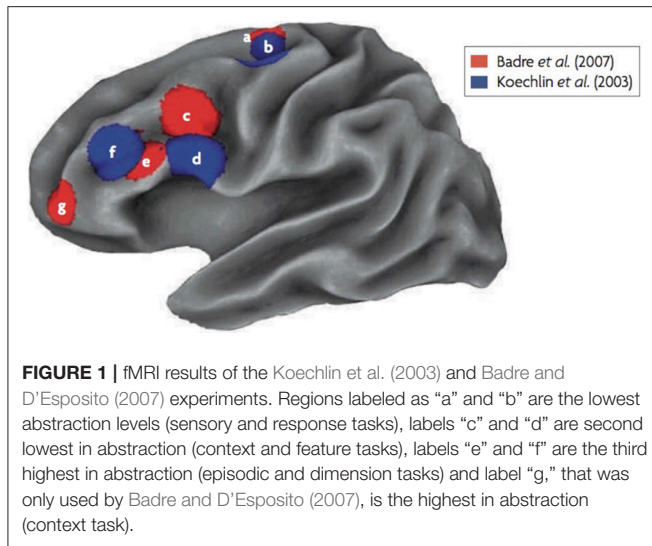 a
b
Badre et al. (2007)
Koechlin et al. (2003)
c
f
e
d
g
FIGURE 1 | fMRI results of the Koechlin et al. (2003) and Badre and
D’Esposito (2007) experiments. Regions labeled as “a” and “b” are the lowest
abstraction levels (sensory and response tasks), labels “c” and “d” are second
lowest in abstraction (context and feature tasks), labels “e” and “f” are the third
highest in abstraction (episodic and dimension tasks) and label “g,” that was
only used by Badre and D’Esposito (2007), is the highest in abstraction
(context task).